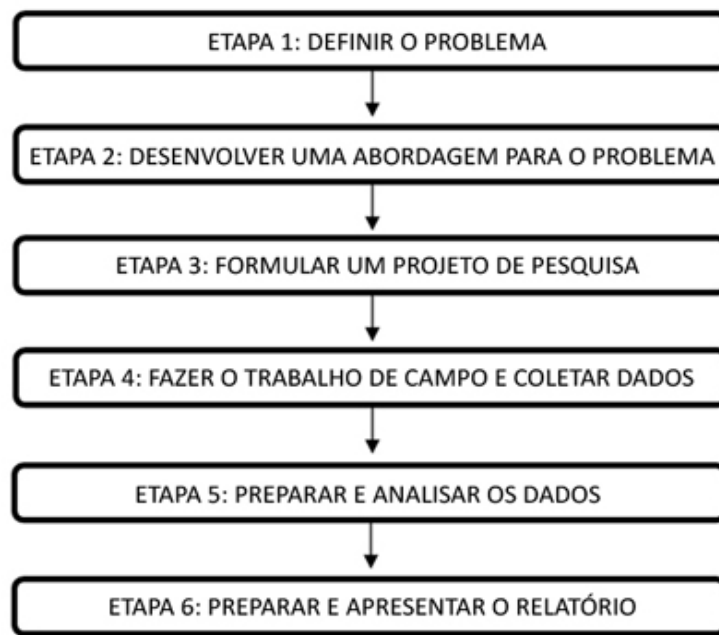 ETAPA 1: DEFINIR O PROBLEMA
ETAPA 2: DESENVOLVER UMA ABORDAGEM PARA O PROBLEMA
ETAPA 3: FORMULAR UM PROJETO DE PESQUISA
ETAPA 4: FAZER O TRABALHO DE CAMPO E COLETAR DADOS
ETAPA 5: PREPARAR E ANALISAR OS DADOS
ETAPA 6: PREPARAR E APRESENTAR O RELATÓRIO